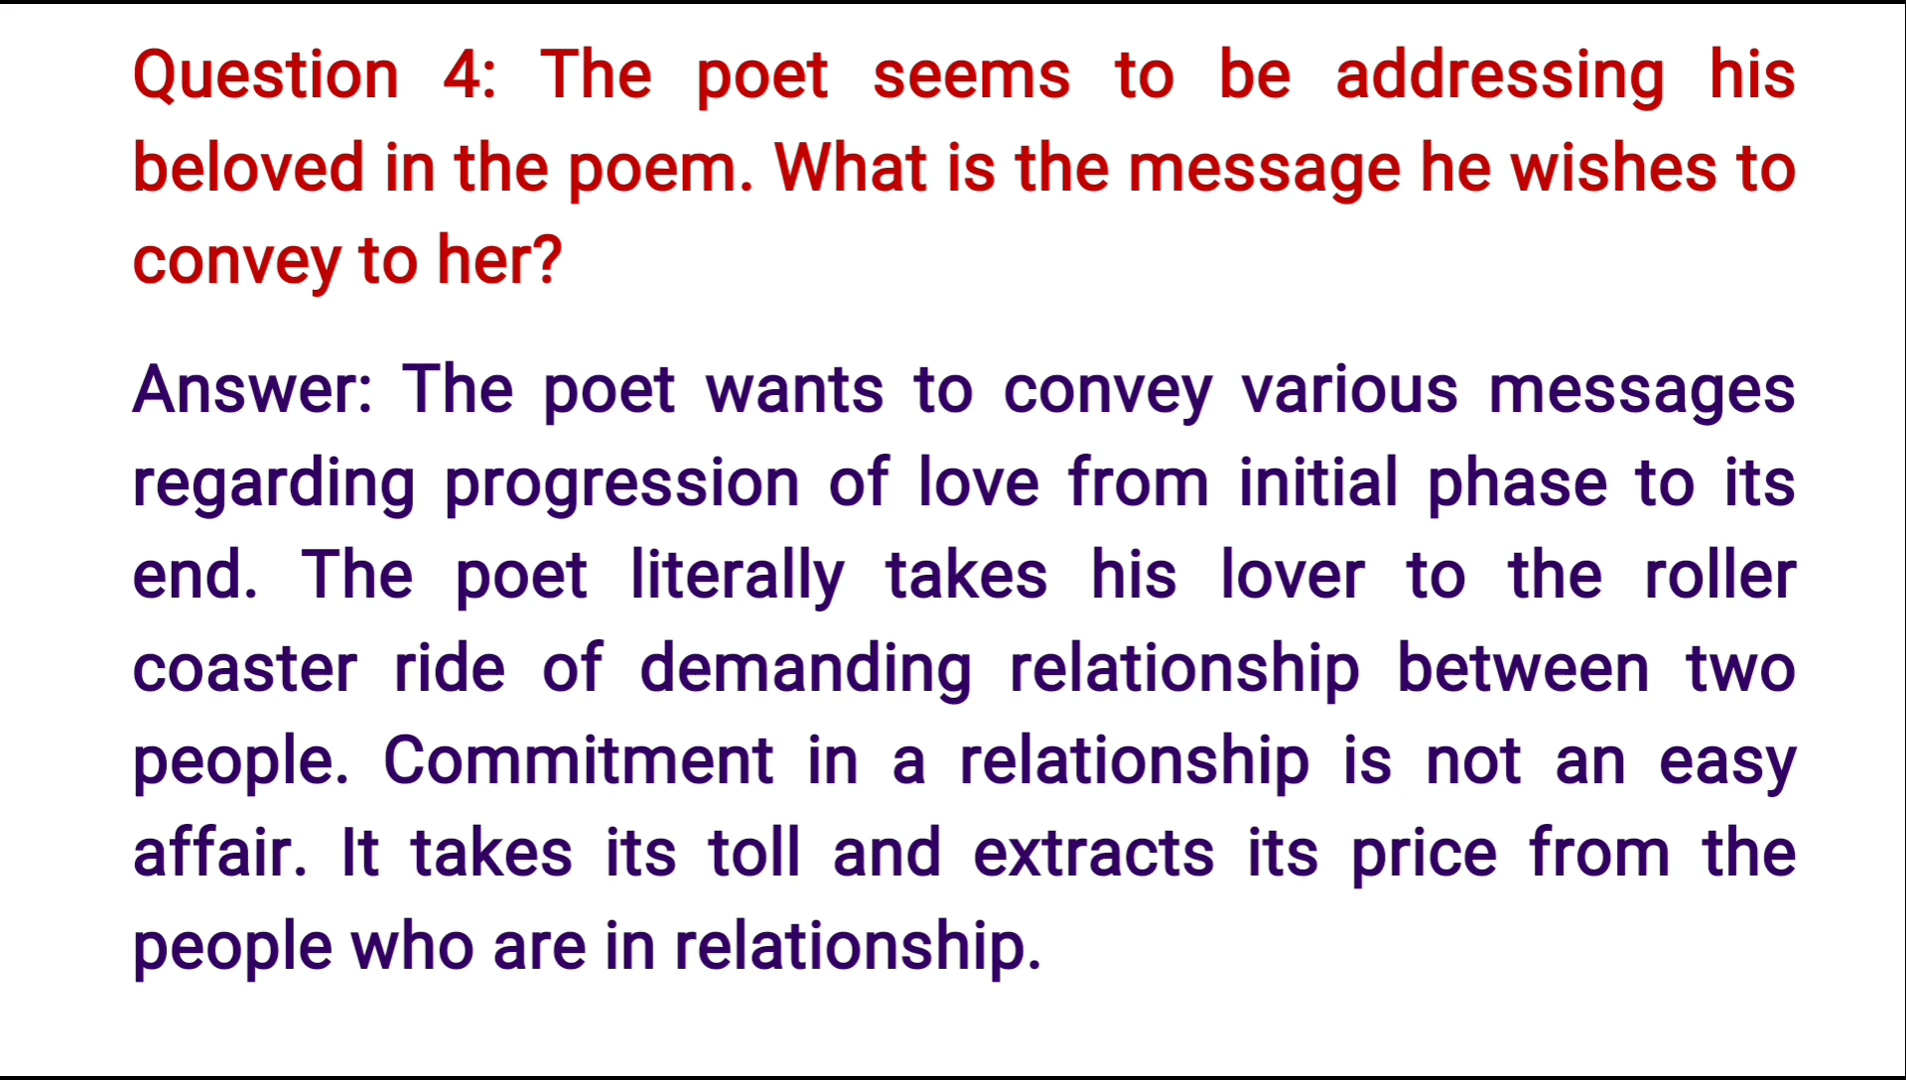 Question 4: The poet seems to be addressing his
beloved in the poem. What is the message he wishes to
convey to her?
Answer: The poet wants to convey various messages
regarding progression of love from initial phase to its
end. The poet literally takes his lover to the roller
coaster ride of demanding relationship between two
people. Commitment in a relationship is not an easy
affair. It takes its toll and extracts its price from the
people who are in relationship.